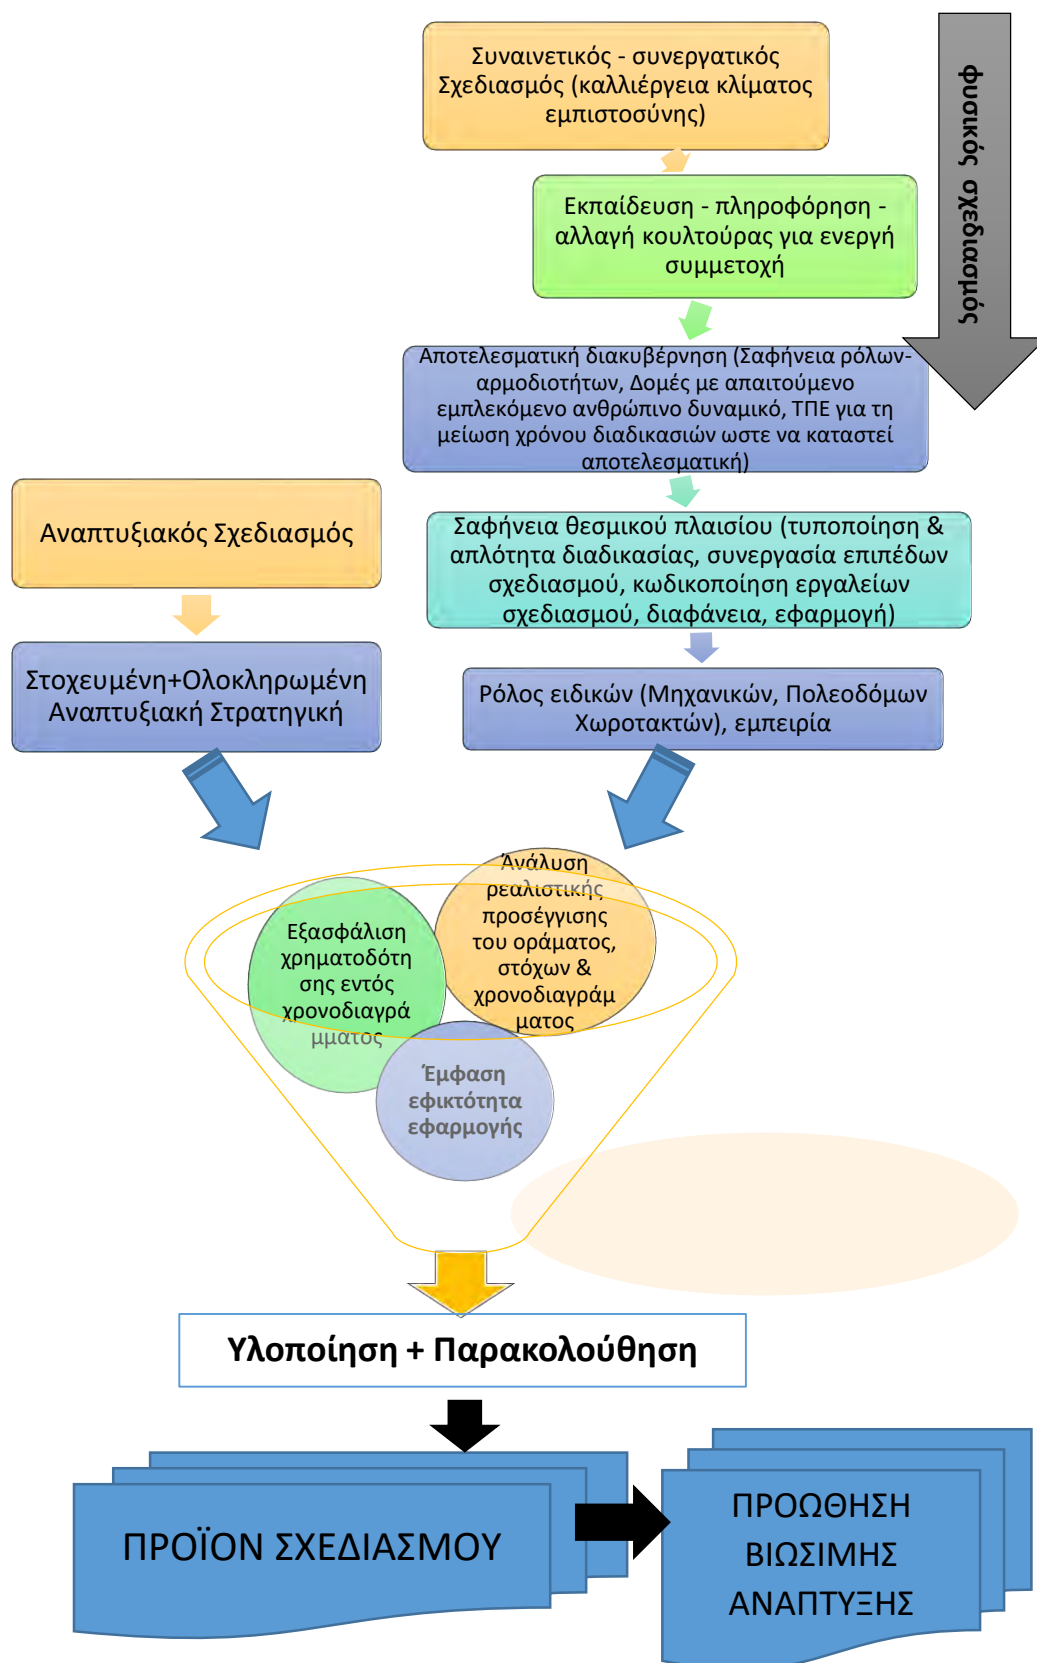 Συναινετικός - συνεργατικός
Σχεδιασμός (καλλιέργεια κλίματος
εμπιστοσύνης)
φυσικός σχεδιασμός
Εκπαίδευση - πληροφόρηση -
αλλαγή κουλτούρας για ενεργή
συμμετοχή
Αποτελεσματική διακυβέρνηση (Σαφήνεια ρόλων-
αρμοδιοτήτων, Δομές με απαιτούμενο
εμπλεκόμενο ανθρώπινο δυναμικό, ΤΠΕ για τη
μείωση χρόνου διαδικασιών ωστε να καταστεί
αποτελεσματική)
Αναπτυξιακός Σχεδιασμός
Σαφήνεια θεσμικού πλαισίου (τυποποίηση &
απλότητα διαδικασίας, συνεργασία επιπέδων
σχεδιασμού, κωδικοποίηση εργαλείων
σχεδιασμού, διαφάνεια, εφαρμογή)
Στοχευμένη+Ολοκληρωμένη
Αναπτυξιακή Στρατηγική
Ρόλος ειδικών (Μηχανικών, Πολεοδόμων
Χωροτακτών), εμπειρία
Άνάλυση
ρεαλιστικής
προσέγγισης
του οράματος,
στόχων &
χρονοδιαγράμ
ματος
Εξασφάλιση
χρηματοδότη
σης εντός
χρονοδιαγρά
μματος
Έμφαση
εφικτότητα
εφαρμογής
Υλοποίηση + Παρακολούθηση
ΠΡΟΪΟΝ ΣΧΕΔΙΑΣΜΟΥ
ΠΡΟΩΘΗΣΗ
ΒΙΩΣΙΜΗΣ
ΑΝΑΠΤΥΞΗΣ